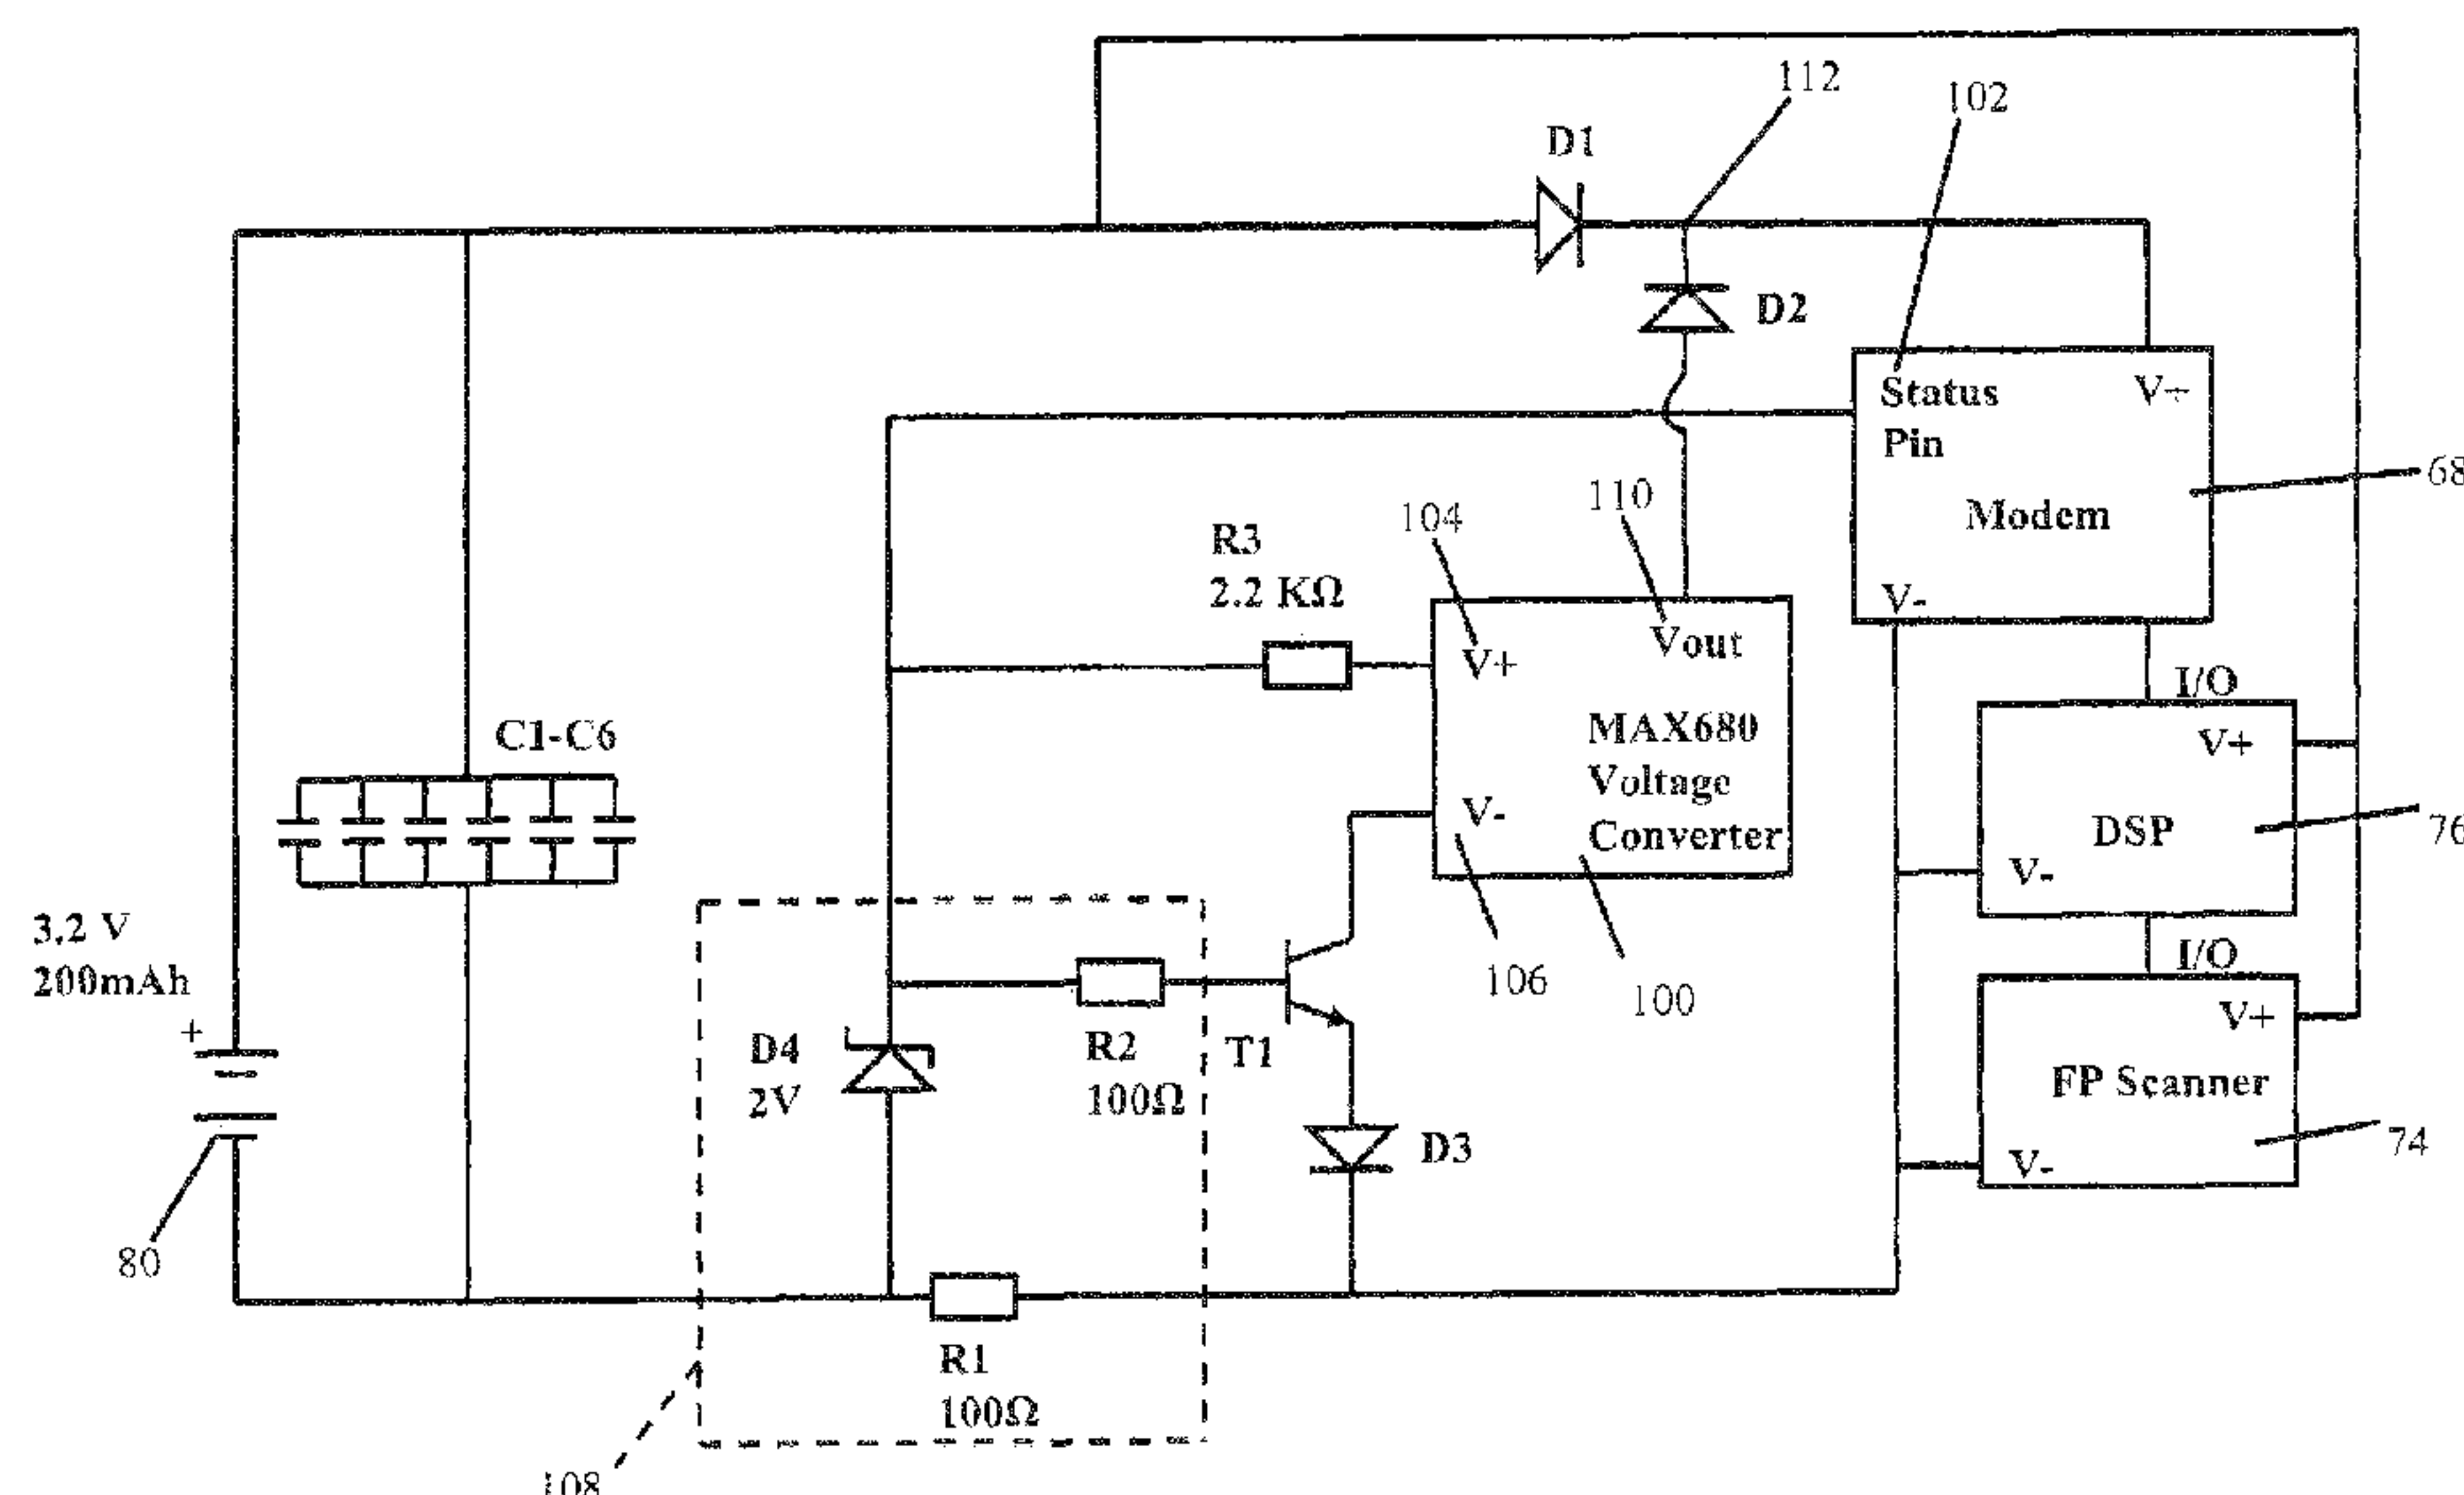 112
102
D1
D2
Status
Pin
V+
Modem
V-
68
104
110
R3
2.2 KΩ
Vout
V+
MAX680
Voltage
Converter
V-
106
100
I/O
V+
DSP
V-
76
I/O
V+
FP Scanner
V-
74
C1-C6
3.2 V
200mAh
+
80
D4
2V
R2
100Ω
T1
D3
R1
100Ω
108